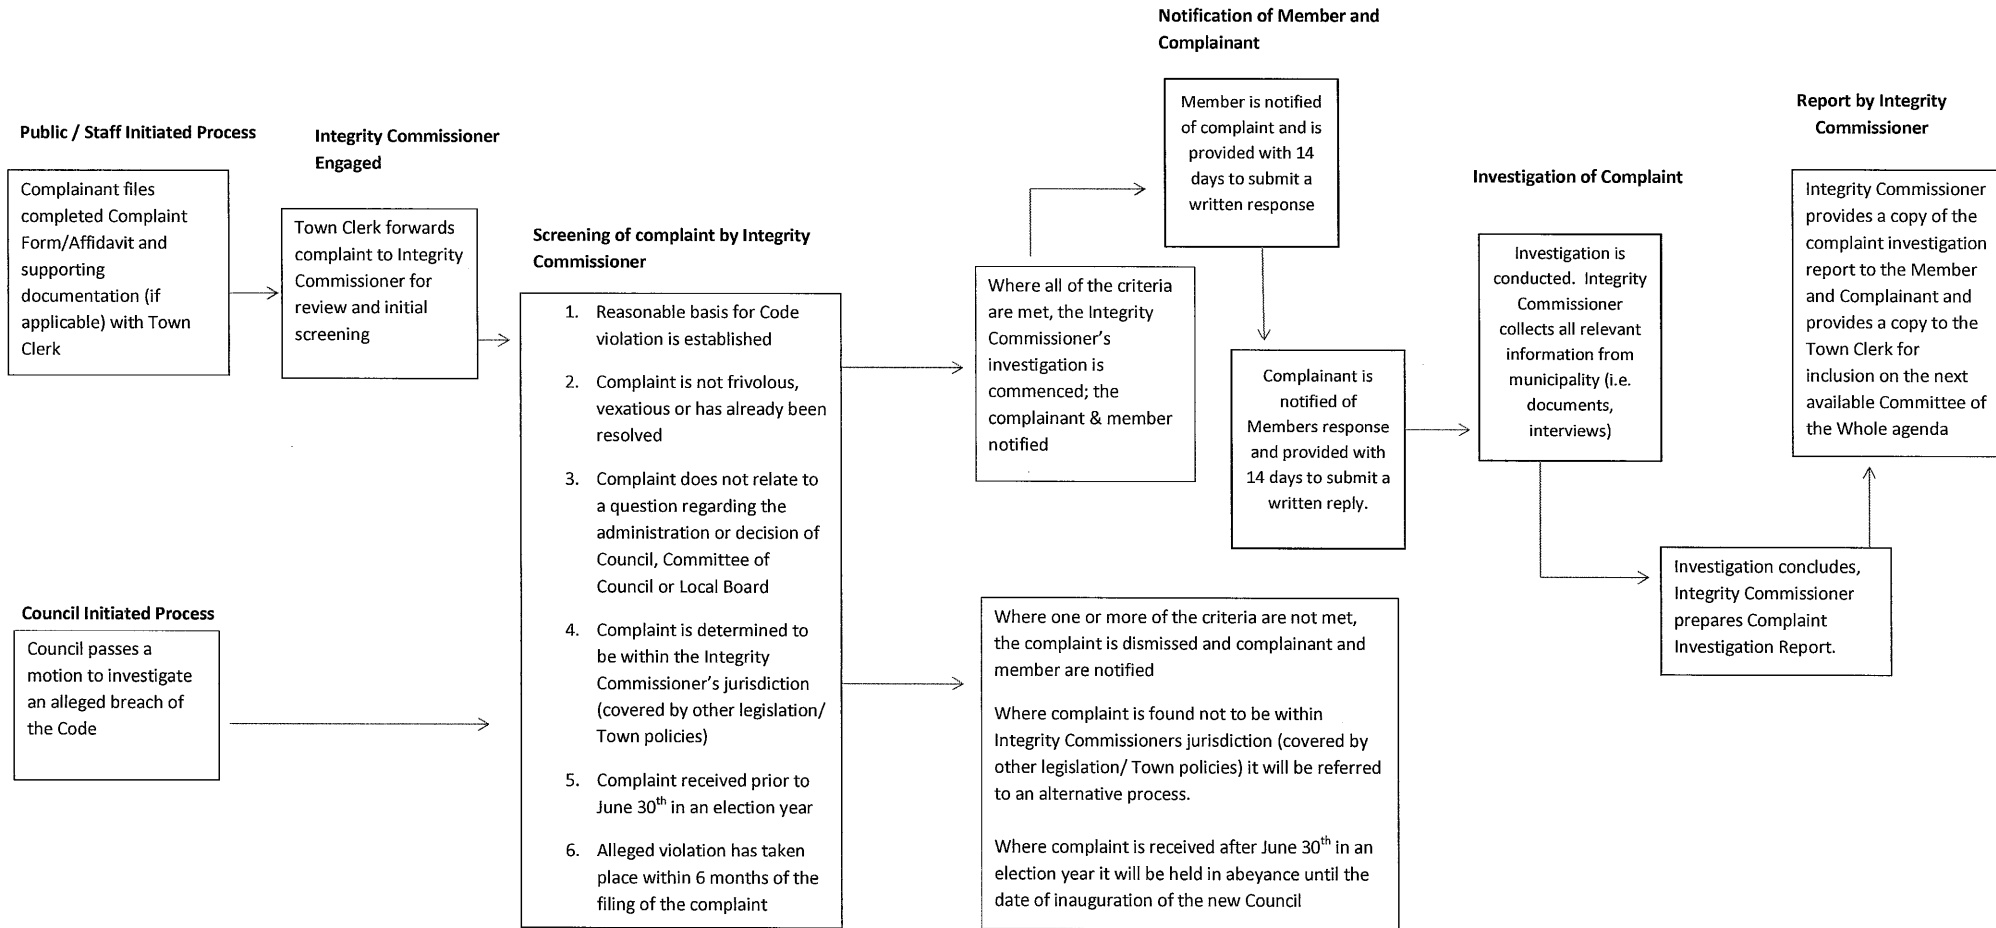 Public / Staff Initiated Process
Complainant files
completed Complaint
Form/Affidavit and
supporting
documentation (if
applicable) with Town
Clerk
Integrity Commissioner
Engaged
Town Clerk forwards
complaint to Integrity
Commissioner for
review and initial
screening
Council Initiated Process
Council passes a
motion to investigate
an alleged breach of
the Code
Screening of complaint by Integrity
Commissioner
1. Reasonable basis for Code
violation is established
2. Complaint is not frivolous,
vexatious or has already been
resolved
3. Complaint does not relate to
a question regarding the
administration or decision of
Council, Committee of
Council or Local Board
4. Complaint is determined to
be within the Integrity
Commissioner's jurisdiction
(covered by other legislation/
Town policies)
5. Complaint received prior to
June 30th in an election year
6. Alleged violation has taken
place within 6 months of the
filing of the complaint
Where all of the criteria
are met, the Integrity
Commissioner's
investigation is
commenced; the
complainant & member
notified
Where one or more of the criteria are not met,
the complaint is dismissed and complainant and
member are notified
Where complaint is found not to be within
Integrity Commissioners jurisdiction (covered by
other legislation/ Town policies) it will be referred
to an alternative process.
Where complaint is received after June 30th in an
election year it will be held in abeyance until the
date of inauguration of the new Council
Notification of Member and
Complainant
Member is notified
of complaint and is
provided with 14
days to submit a
written response
Complainant is
notified of
Members response
and provided with
14 days to submit a
written reply.
Investigation of Complaint
Investigation is
conducted. Integrity
Commissioner
collects all relevant
information from
municipality (i.e.
documents,
interviews)
Investigation concludes,
Integrity Commissioner
prepares Complaint
Investigation Report.
Report by Integrity
Commissioner
Integrity Commissioner
provides a copy of the
complaint investigation
report to the Member
and Complainant and
provides a copy to the
Town Clerk for
inclusion on the next
available Committee of
the Whole agenda